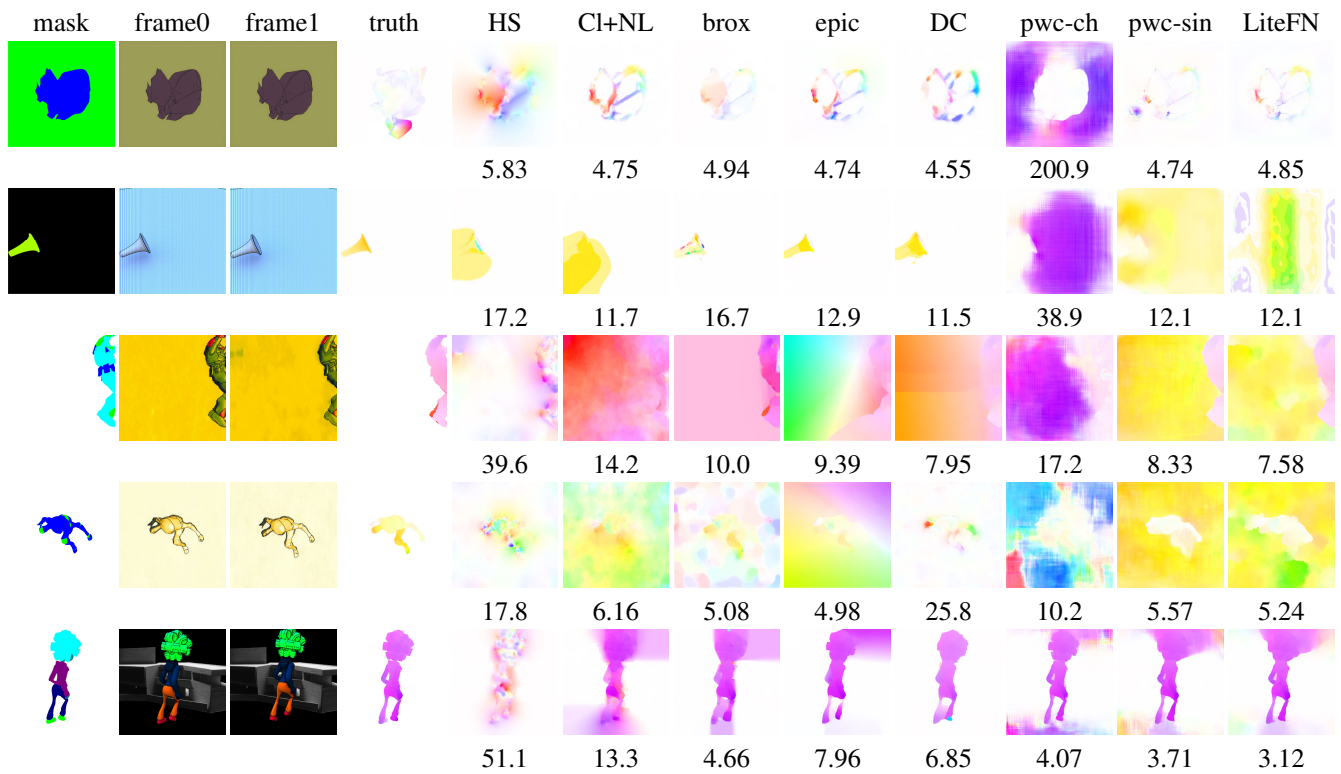 mask frame0 frame1 truth HS Cl+NL brox epic DC pwc-ch pwc-sin LiteFN
5.83 4.75 4.94 4.74 4.55 200.9 4.74 4.85
17.2 11.7 16.7 12.9 11.5 38.9 12.1 12.1
39.6 14.2 10.0 9.39 7.95 17.2 8.33 7.58
17.8 6.16 5.08 4.98 25.8 10.2 5.57 5.24
51.1 13.3 4.66 7.96 6.85 4.07 3.71 3.12